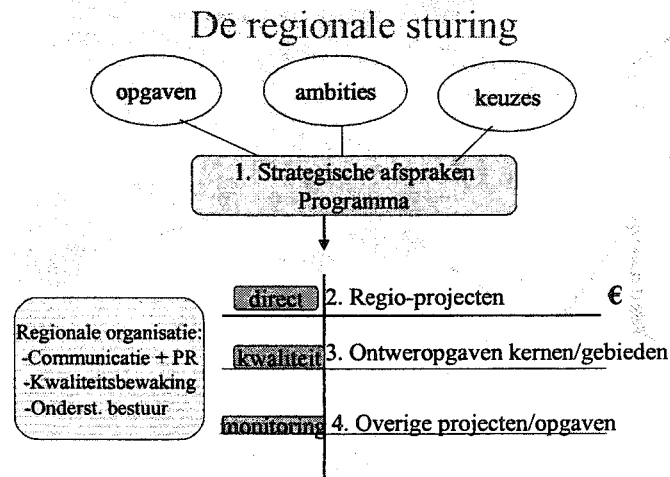 De regionale sturing
opgaven
ambities
keuzes
1. Strategische afspraken
Programma
direct
2. Regio-projecten
€
Regionale organisatie:
-Communicatie + PR
-Kwaliteitsbewaking
-Onderst. bestuur
kwaliteit
3. Ontweropgaven kernen/gebieden
monitoring
4. Overige projecten/opgaven